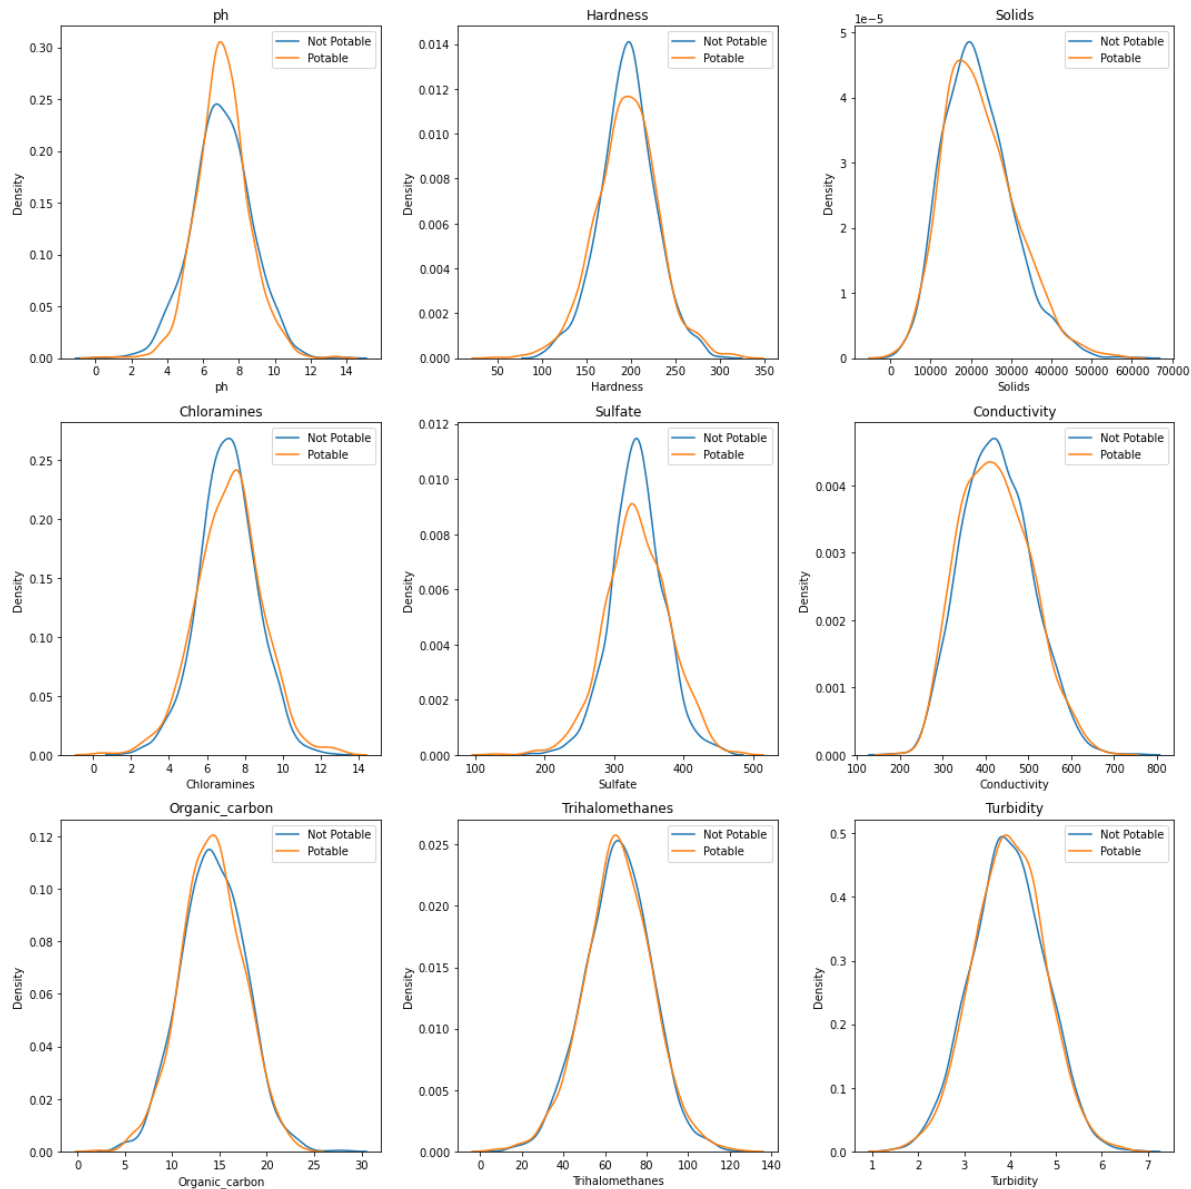 ph
Not Potable
Potable
0.30
0.25
0.20
0.15
0.10
0.05
0.00
Density
0 2 4 6 8 10 12 14
ph
Hardness
Not Potable
Potable
0.014
0.012
0.010
0.008
0.006
0.004
0.002
0.000
Density
50 100 150 200 250 300 350
Hardness
Solids
1e-5
Not Potable
Potable
5
4
3
2
1
0
Density
0 10000 20000 30000 40000 50000 60000 70000
Solids
Chloramines
Not Potable
Potable
0.25
0.20
0.15
0.10
0.05
0.00
Density
0 2 4 6 8 10 12 14
Chloramines
Sulfate
Not Potable
Potable
0.012
0.010
0.008
0.006
0.004
0.002
0.000
Density
100 200 300 400 500
Sulfate
Conductivity
Not Potable
Potable
0.004
0.003
0.002
0.001
0.000
Density
100 200 300 400 500 600 700 800
Conductivity
Organic_carbon
Not Potable
Potable
0.12
0.10
0.08
0.06
0.04
0.02
0.00
Density
0 5 10 15 20 25 30
Organic_carbon
Trihalomethanes
Not Potable
Potable
0.025
0.020
0.015
0.010
0.005
0.000
Density
0 20 40 60 80 100 120 140
Trihalomethanes
Turbidity
Not Potable
Potable
0.5
0.4
0.3
0.2
0.1
0.0
Density
1 2 3 4 5 6 7
Turbidity